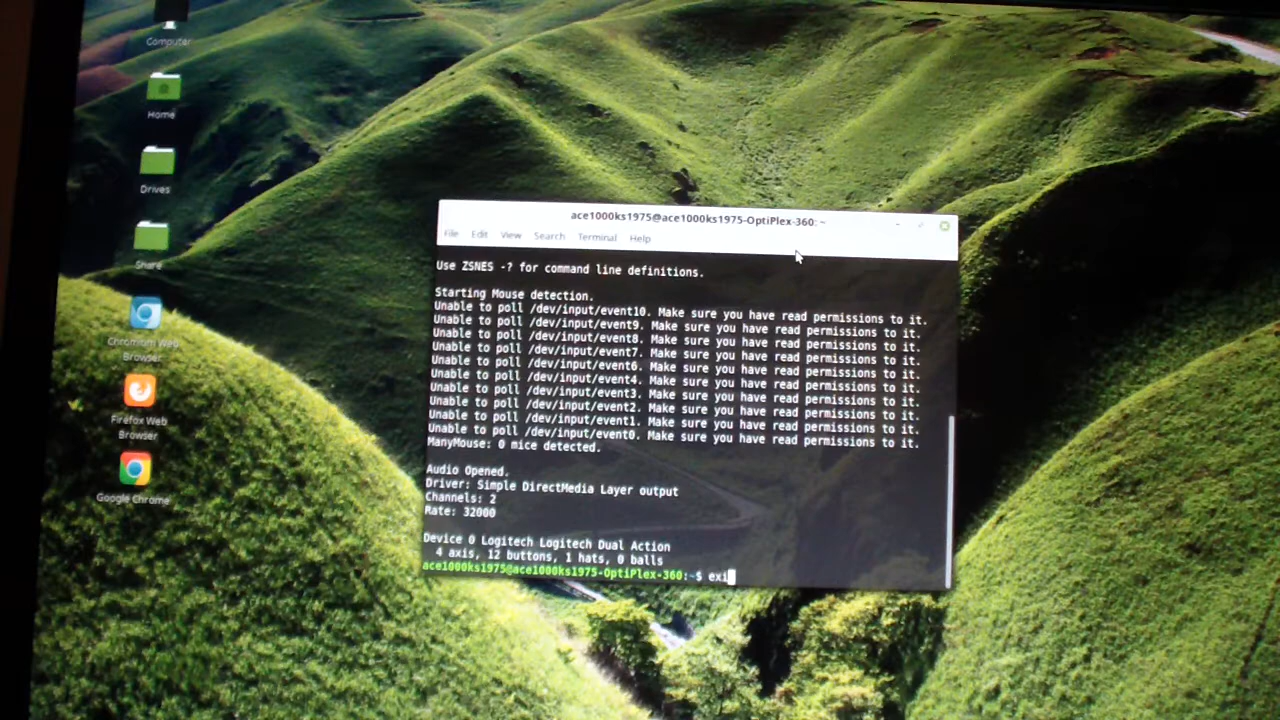 Computer
Home
Drives
Share
Chromium Web
Browser
Firefox Web
Browser
Google Chrome
ace1000ks1975@ace1000ks1975-OptiPlex-360: ~
File Edit View Search Terminal Help
Use ZSNES -? for command line definitions.
Starting Mouse detection.
Unable to poll /dev/input/event10. Make sure you have read permissions to it.
Unable to poll /dev/input/event9. Make sure you have read permissions to it.
Unable to poll /dev/input/event8. Make sure you have read permissions to it.
Unable to poll /dev/input/event7. Make sure you have read permissions to it.
Unable to poll /dev/input/event6. Make sure you have read permissions to it.
Unable to poll /dev/input/event4. Make sure you have read permissions to it.
Unable to poll /dev/input/event3. Make sure you have read permissions to it.
Unable to poll /dev/input/event2. Make sure you have read permissions to it.
Unable to poll /dev/input/event1. Make sure you have read permissions to it.
Unable to poll /dev/input/event0. Make sure you have read permissions to it.
ManyMouse: 0 mice detected.
Audio Opened.
Driver: Simple DirectMedia Layer output
Channels: 2
Rate: 32000
Device 0 Logitech Logitech Dual Action
4 axis, 12 buttons, 1 hats, 0 balls
ace1000ks1975@ace1000ks1975-OptiPlex-360:~$ exi